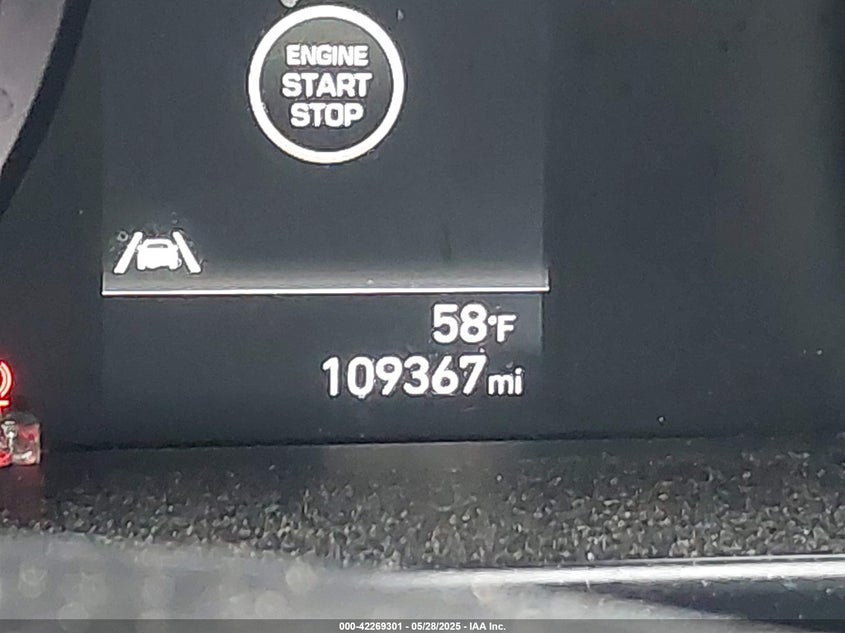 ENGINE
START
STOP
58°F
109367mi
000-42269301 - 05/28/2025 - IAA Inc.